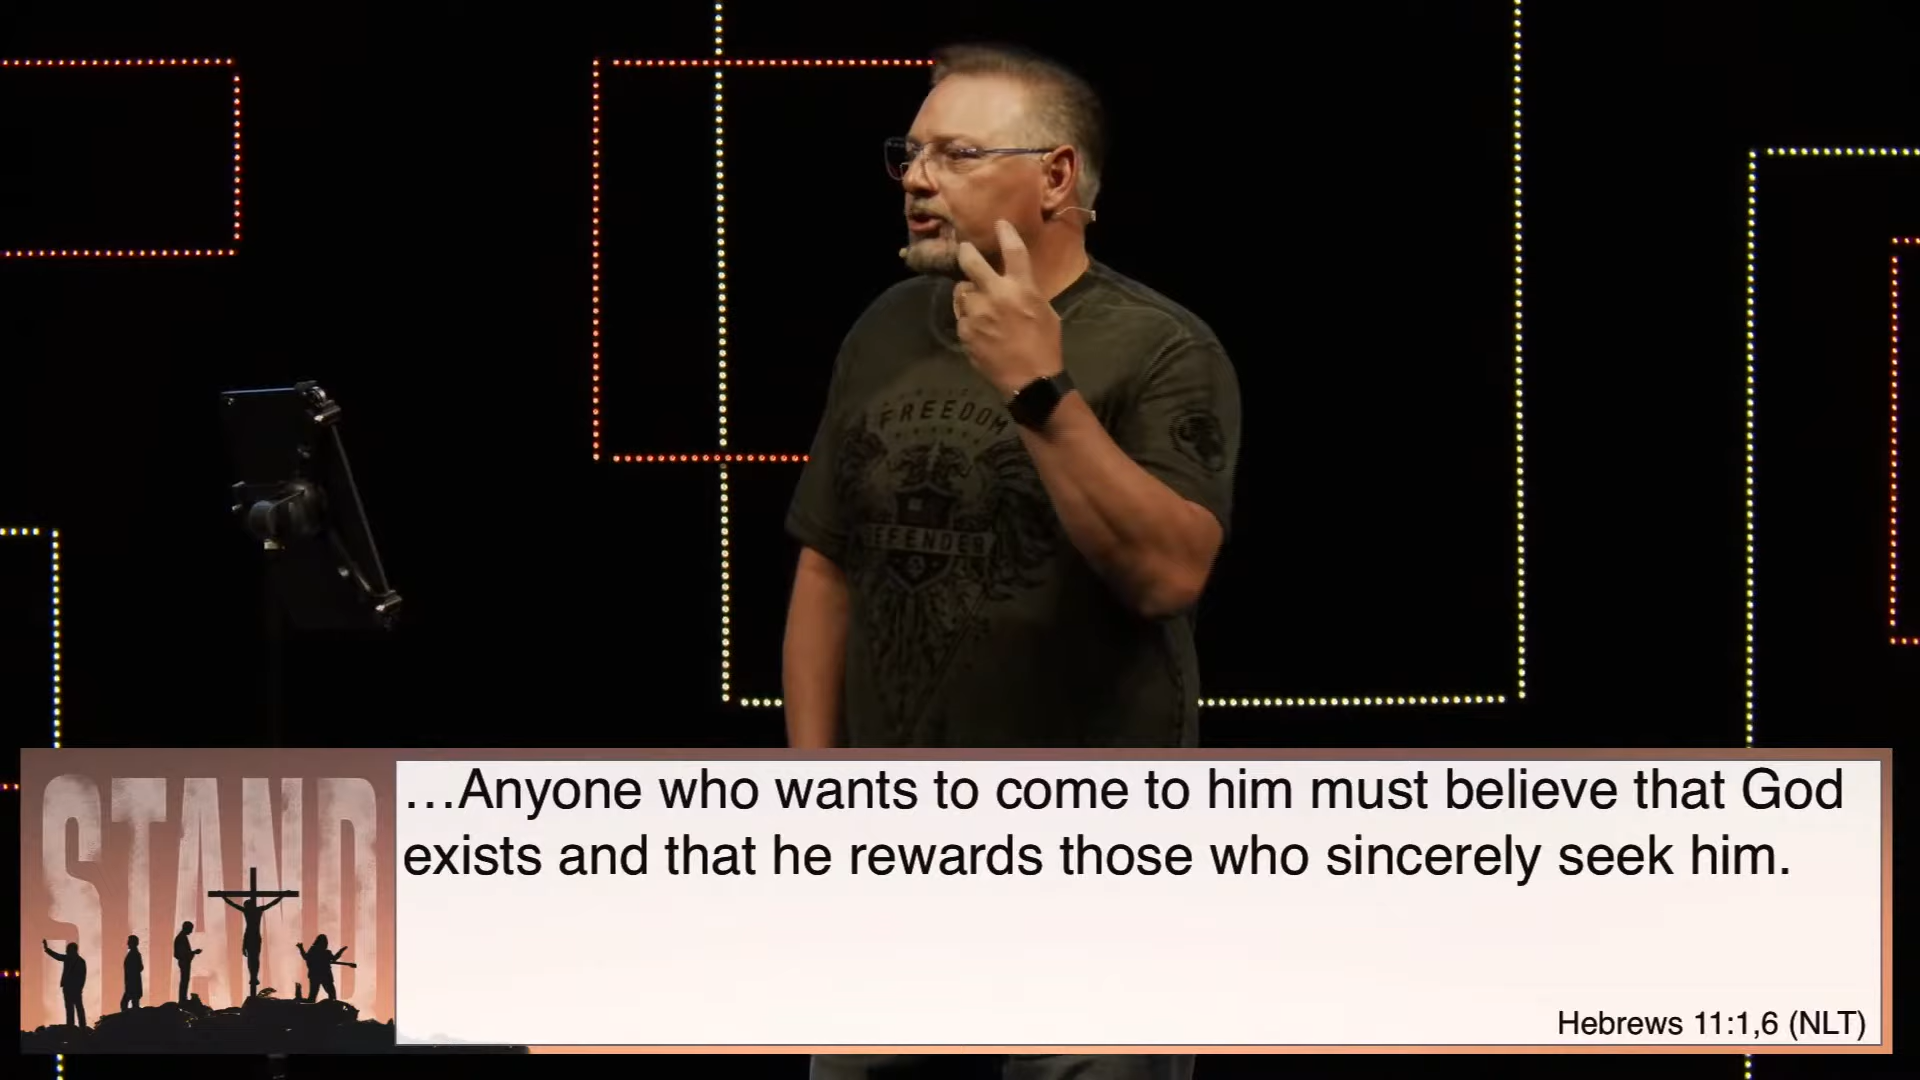 FREEDOM
DEFENDER
STAND
…Anyone who wants to come to him must believe that God
exists and that he rewards those who sincerely seek him.
Hebrews 11:1,6 (NLT)